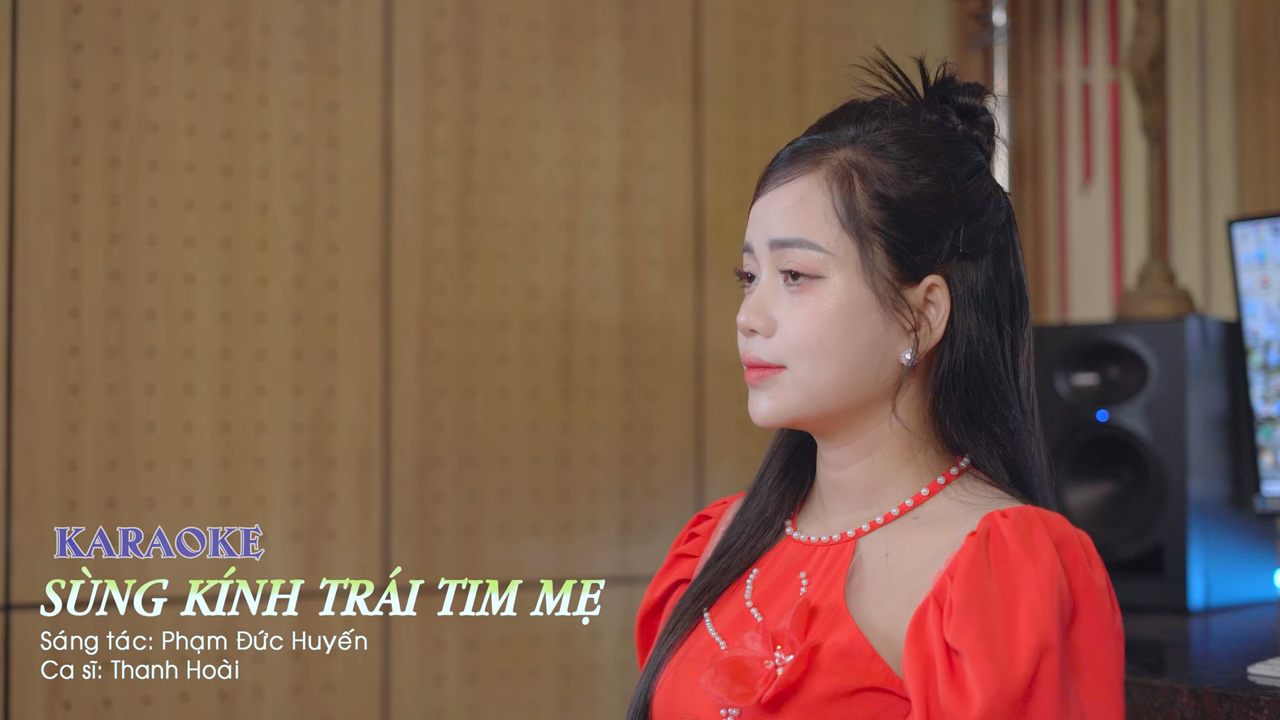 KARAOKE
SÙNG KÍNH TRÁI TIM MẸ
Sáng tác: Phạm Đức Huyến
Ca sĩ: Thanh Hoài